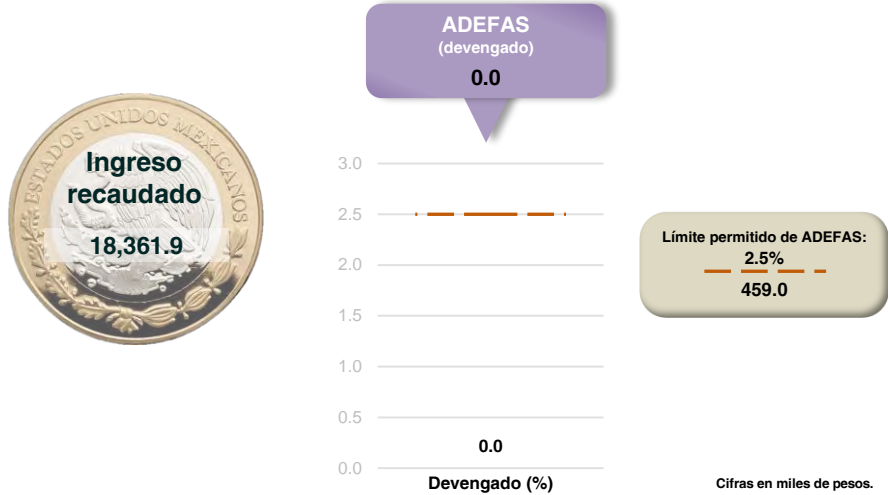 ADEFAS
(devengado)
0.0
ESTADOS UNIDOS MEXICANOS
Ingreso
recaudado
18,361.9
3.0
2.5
2.0
1.5
1.0
0.5
0.0
0.0
Devengado (%)
Límite permitido de ADEFAS:
2.5%
459.0
Cifras en miles de pesos.